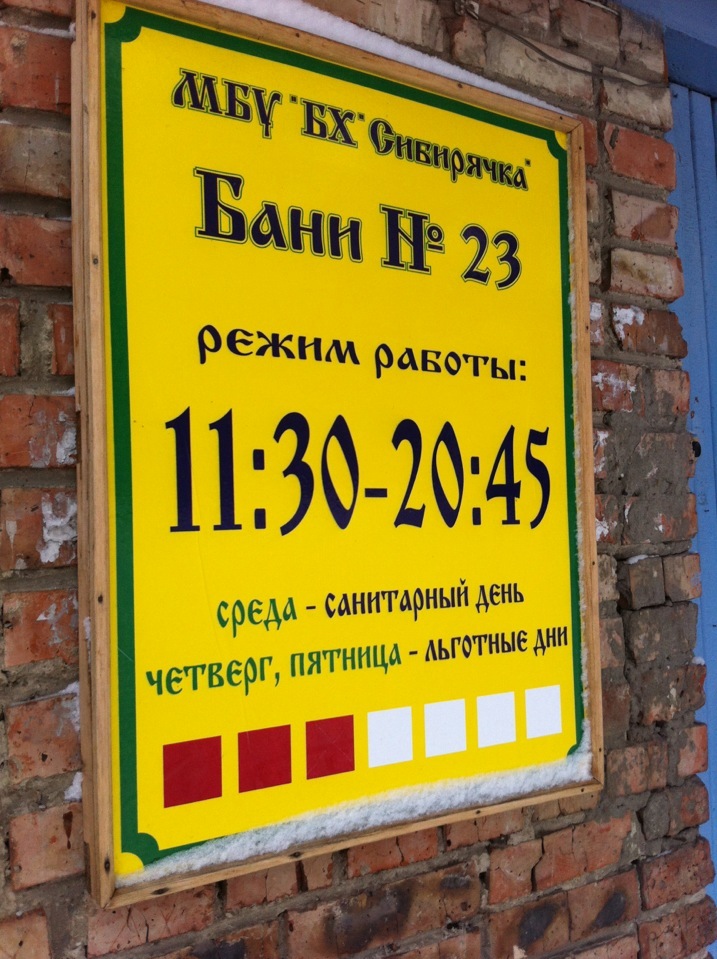 МБУ "БХ "Сибирячка"
Бани № 23
режим работы:
11:30-20:45
среда - санитарный день
четверг, пятница - льготные дни